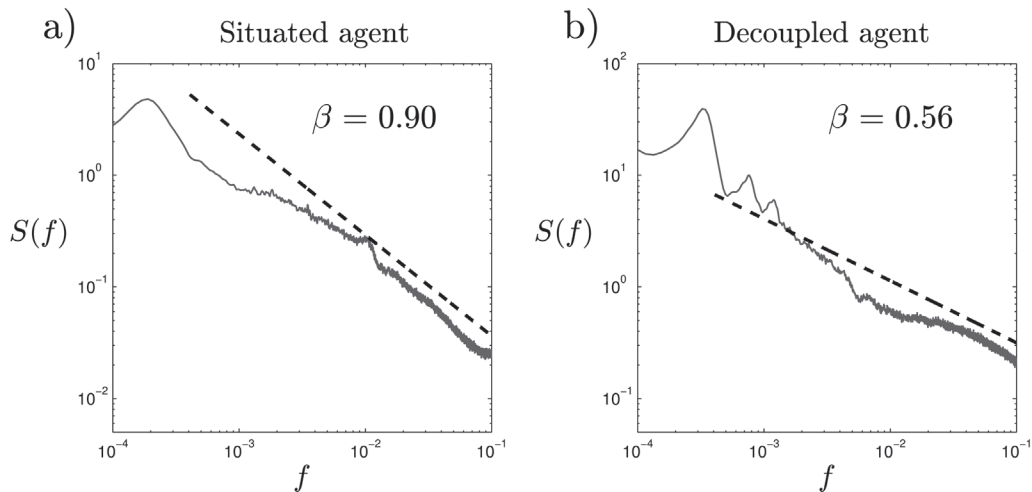 a)
Situated agent
10^1
10^0
10^-1
10^-2
S(f)
β = 0.90
10^-4
10^-3
10^-2
10^-1
f
b)
Decoupled agent
10^2
10^1
10^0
10^-1
S(f)
β = 0.56
10^-4
10^-3
10^-2
10^-1
f